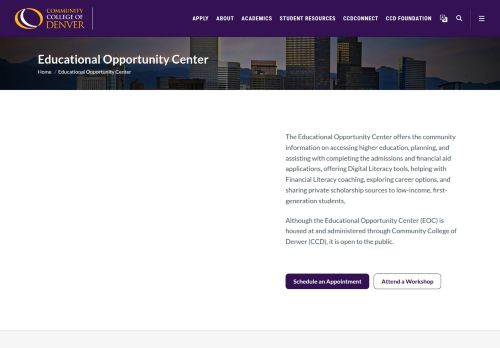 COMMUNITY
COLLEGE OF
DENVER
APPLY ABOUT ACADEMICS STUDENT RESOURCES CCDCONNECT CCD FOUNDATION
Educational Opportunity Center
Home / Educational Opportunity Center
The Educational Opportunity Center offers the community
information on accessing higher education, planning, and
assisting with completing the admissions and financial aid
applications, offering Digital Literacy tools, helping with
Financial Literacy coaching, exploring career options, and
sharing private scholarship sources to low-income, first-
generation students,
Although the Educational Opportunity Center (EOC) is
housed at and administered through Community College of
Denver (CCD), it is open to the public.
Schedule an Appointment Attend a Workshop